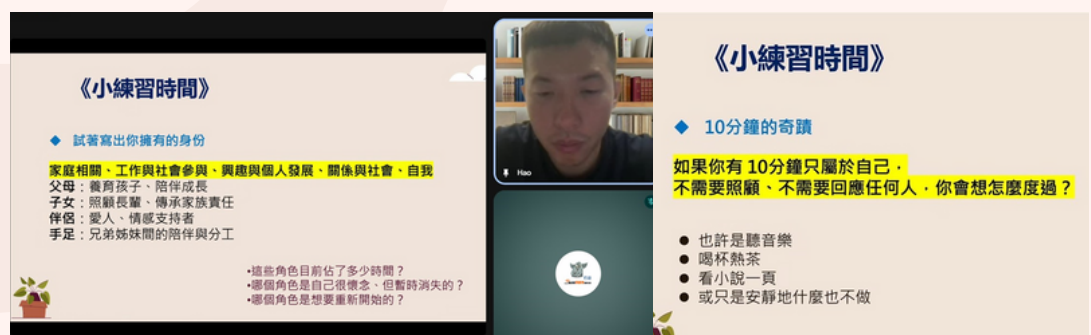 《小練習時間》
◆ 試著寫出你擁有的身份
家庭相關、工作與社會參與、興趣與個人發展、關係與社會、自我
父母：養育孩子、陪伴成長
子女：照顧長輩、傳承家族責任
伴侶：愛人、情感支持者
手足：兄弟姊妹間的陪伴與分工
•這些角色目前佔了多少時間？
•哪個角色是自己很懷念、但暫時消失的？
•哪個角色是想要重新開始的？
Hao
《小練習時間》
◆ 10分鐘的奇蹟
如果你有 10分鐘只屬於自己，
不需要照顧、不需要回應任何人，你會想怎麼度過？
● 也許是聽音樂
● 喝杯熱茶
● 看小說一頁
● 或只是安靜地什麼也不做